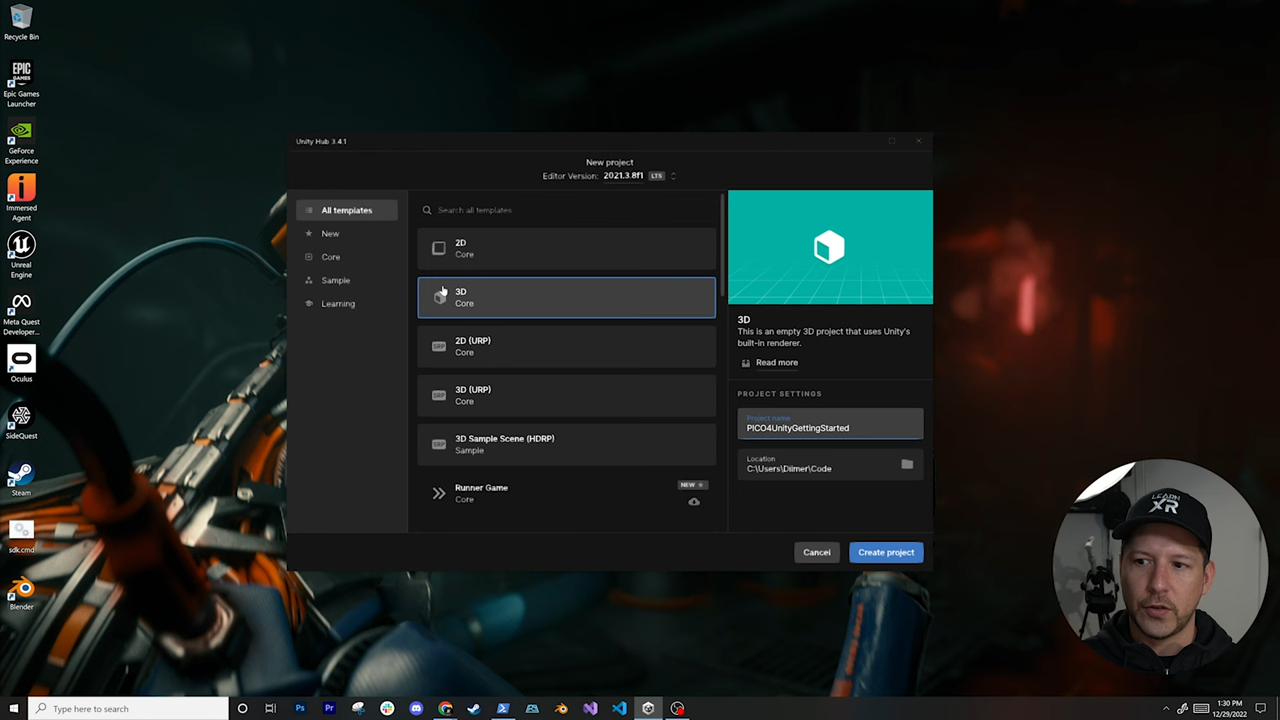 Recycle Bin
Epic Games
Launcher
GeForce
Experience
Immersed
Agent
Unreal
Engine
Meta Quest
Developer...
Oculus
SideQuest
Steam
sdk.cmd
Blender
Unity Hub 3.4.1
New project
Editor Version: 2021.3.8f1 LTS
All templates
New
Core
Sample
Learning
Search all templates
2D
Core
3D
Core
SRP 2D (URP)
Core
SRP 3D (URP)
Core
SRP 3D Sample Scene (HDRP)
Sample
Runner Game NEW
Core
3D
This is an empty 3D project that uses Unity's
built-in renderer.
Read more
PROJECT SETTINGS
Project name
PICO4UnityGettingStarted
Location
C:\Users\Dilmer\Code
Cancel
Create project
LEARN
XR
Type here to search
Ps
Pr
1:30 PM
12/29/2022